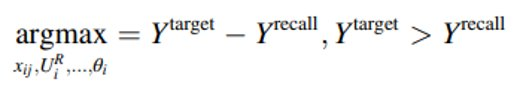 argmax = Y^target − Y^recall, Y^target > Y^recall
x_ij, U_i^R, ..., θ_i